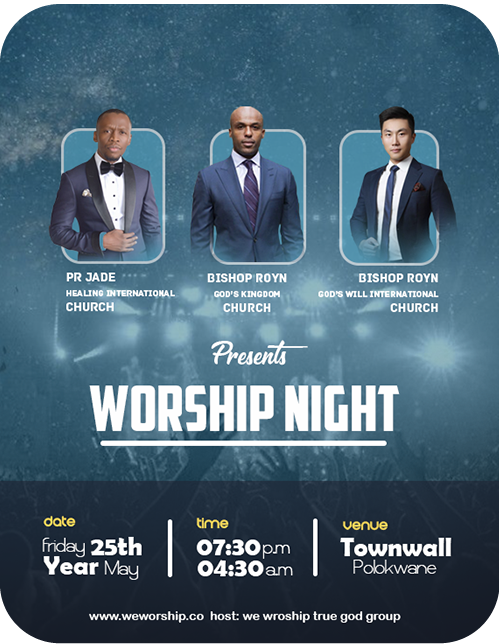 PR JADE
HEALING INTERNATIONAL
CHURCH
BISHOP ROYN
GOD'S KINGDOM
CHURCH
BISHOP ROYN
GOD'S WILL INTERNATIONAL
CHURCH
Presents
WORSHIP NIGHT
date
friday 25th
Year May
time
07:30p.m
04:30a.m
venue
Townwall
Polokwane
www.weworship.co host: we wroship true god group